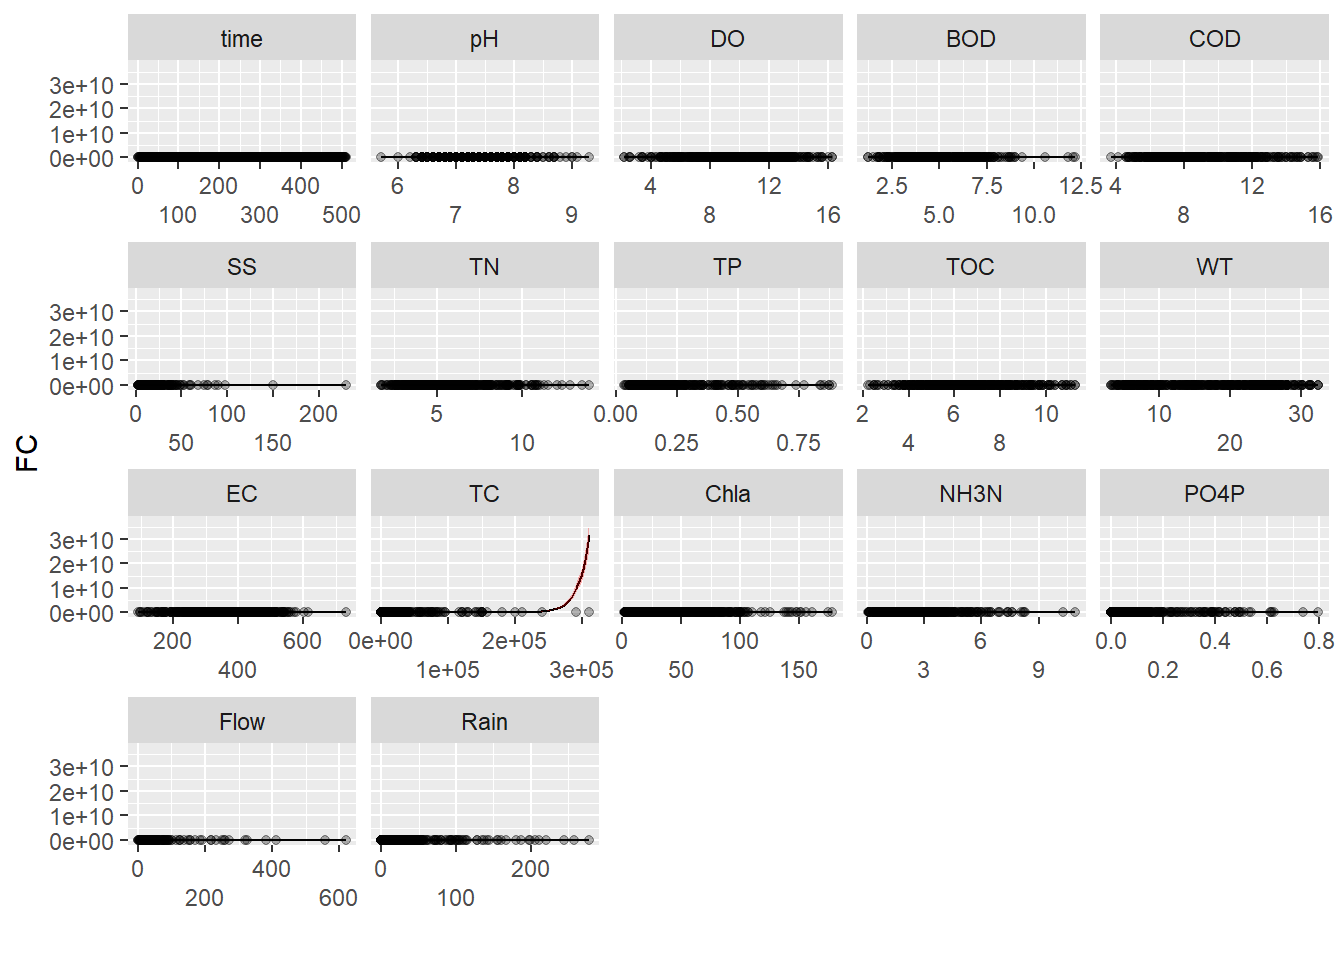 time pH DO BOD COD
3e+10
2e+10
1e+10
0e+00
0 200 400 6 8 4 12 2.5 7.5 12.5 4 12
100 300 500 7 9 8 16 5.0 10.0 8 16
SS TN TP TOC WT
3e+10
2e+10
1e+10
0e+00
0 100 200 5 0.00 0.50 2 6 10 10 30
50 150 10 0.25 0.75 4 8 20
FC
EC TC Chla NH3N PO4P
3e+10
2e+10
1e+10
0e+00
200 600 0e+00 2e+05 0 100 0 6 0.0 0.4 0.8
400 1e+05 3e+05 50 150 3 9 0.2 0.6
Flow Rain
3e+10
2e+10
1e+10
0e+00
0 400 0 200
200 600 100